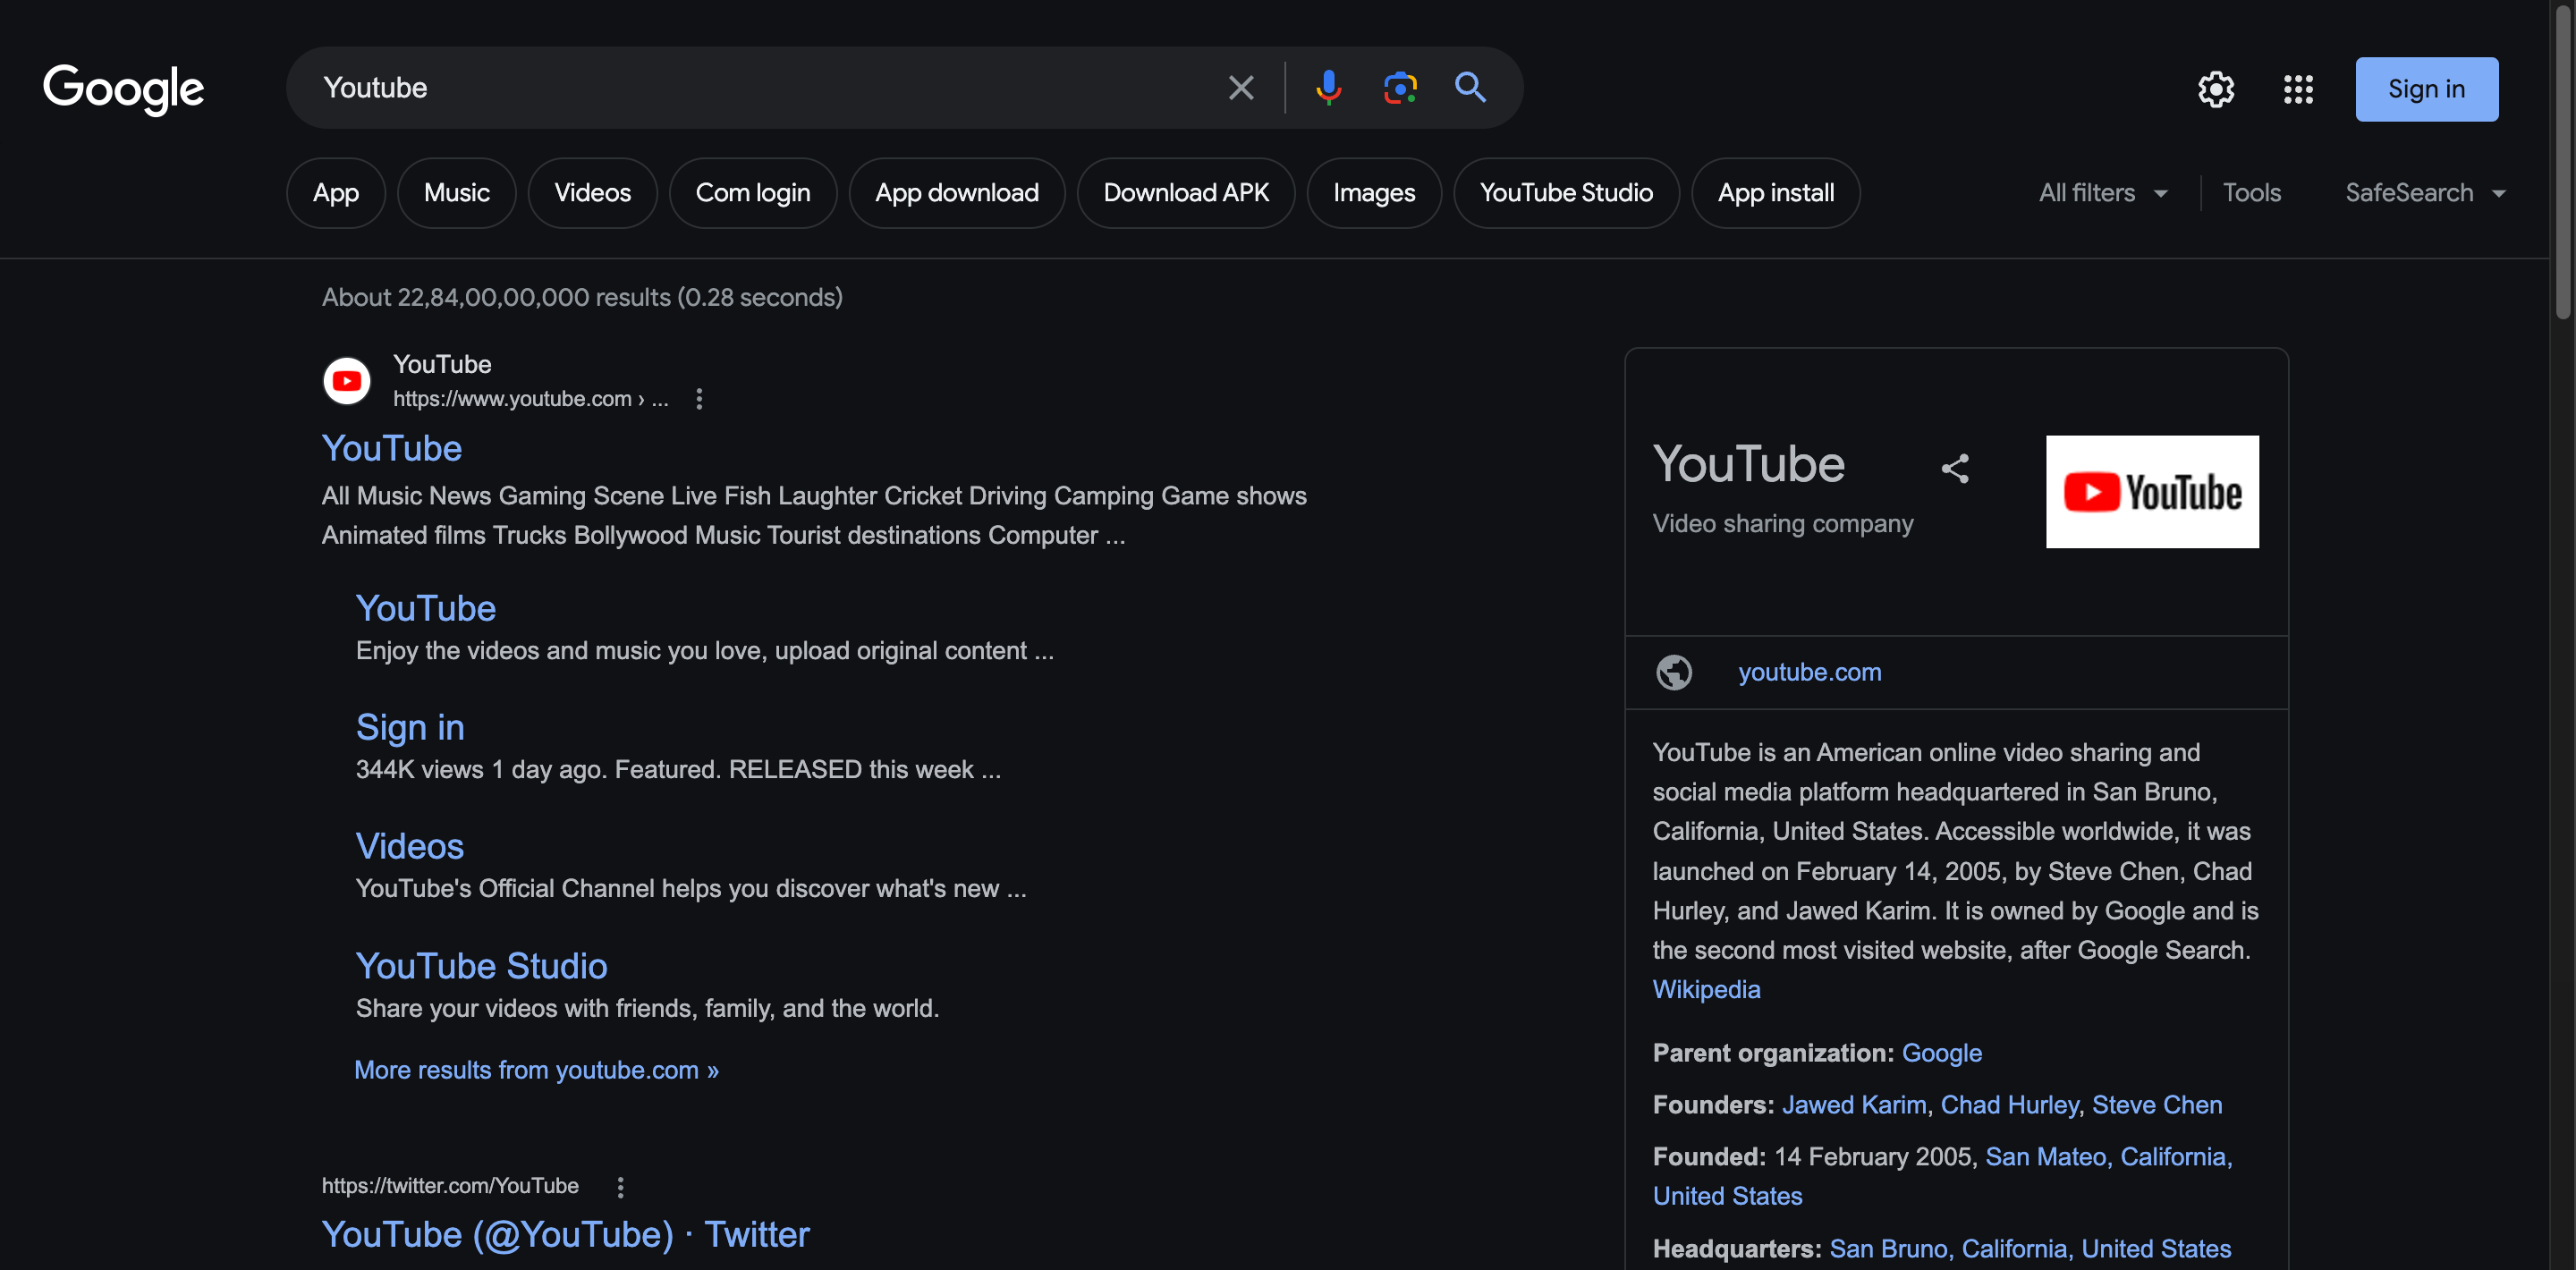 Google
Youtube
Sign in
App
Music
Videos
Com login
App download
Download APK
Images
YouTube Studio
App install
All filters
Tools
SafeSearch
About 22,84,00,00,000 results (0.28 seconds)
YouTube
https://www.youtube.com › ...
YouTube
All Music News Gaming Scene Live Fish Laughter Cricket Driving Camping Game shows
Animated films Trucks Bollywood Music Tourist destinations Computer ...
YouTube
Enjoy the videos and music you love, upload original content ...
Sign in
344K views 1 day ago. Featured. RELEASED this week ...
Videos
YouTube's Official Channel helps you discover what's new ...
YouTube Studio
Share your videos with friends, family, and the world.
More results from youtube.com »
https://twitter.com/YouTube
YouTube (@YouTube) · Twitter
YouTube
Video sharing company
YouTube
youtube.com
YouTube is an American online video sharing and
social media platform headquartered in San Bruno,
California, United States. Accessible worldwide, it was
launched on February 14, 2005, by Steve Chen, Chad
Hurley, and Jawed Karim. It is owned by Google and is
the second most visited website, after Google Search.
Wikipedia
Parent organization: Google
Founders: Jawed Karim, Chad Hurley, Steve Chen
Founded: 14 February 2005, San Mateo, California,
United States
Headquarters: San Bruno, California, United States